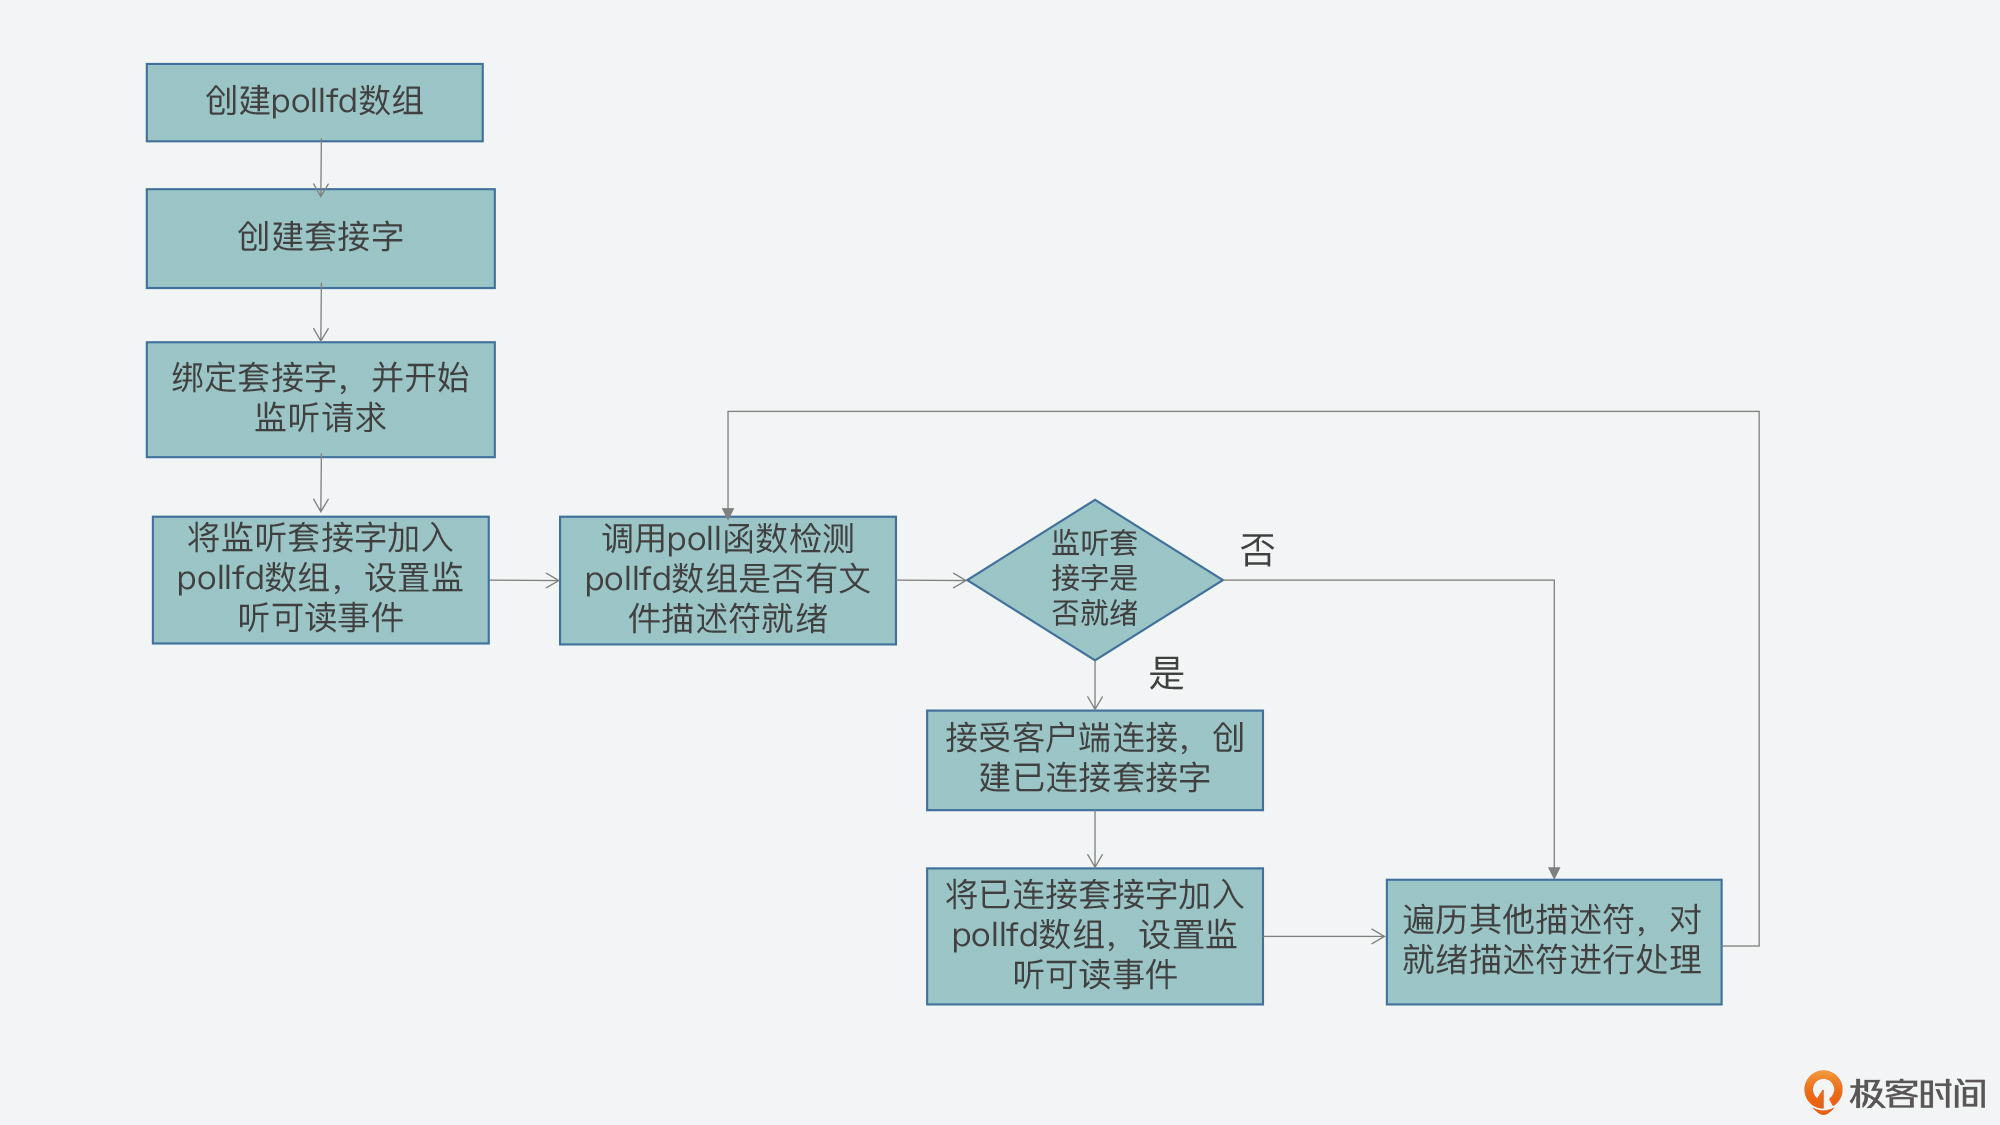 创建pollfd数组
创建套接字
绑定套接字，并开始
监听请求
将监听套接字加入
pollfd数组，设置监
听可读事件
调用poll函数检测
pollfd数组是否有文
件描述符就绪
监听套
接字是
否就绪
否
是
接受客户端连接，创
建已连接套接字
将已连接套接字加入
pollfd数组，设置监
听可读事件
遍历其他描述符，对
就绪描述符进行处理
极客时间